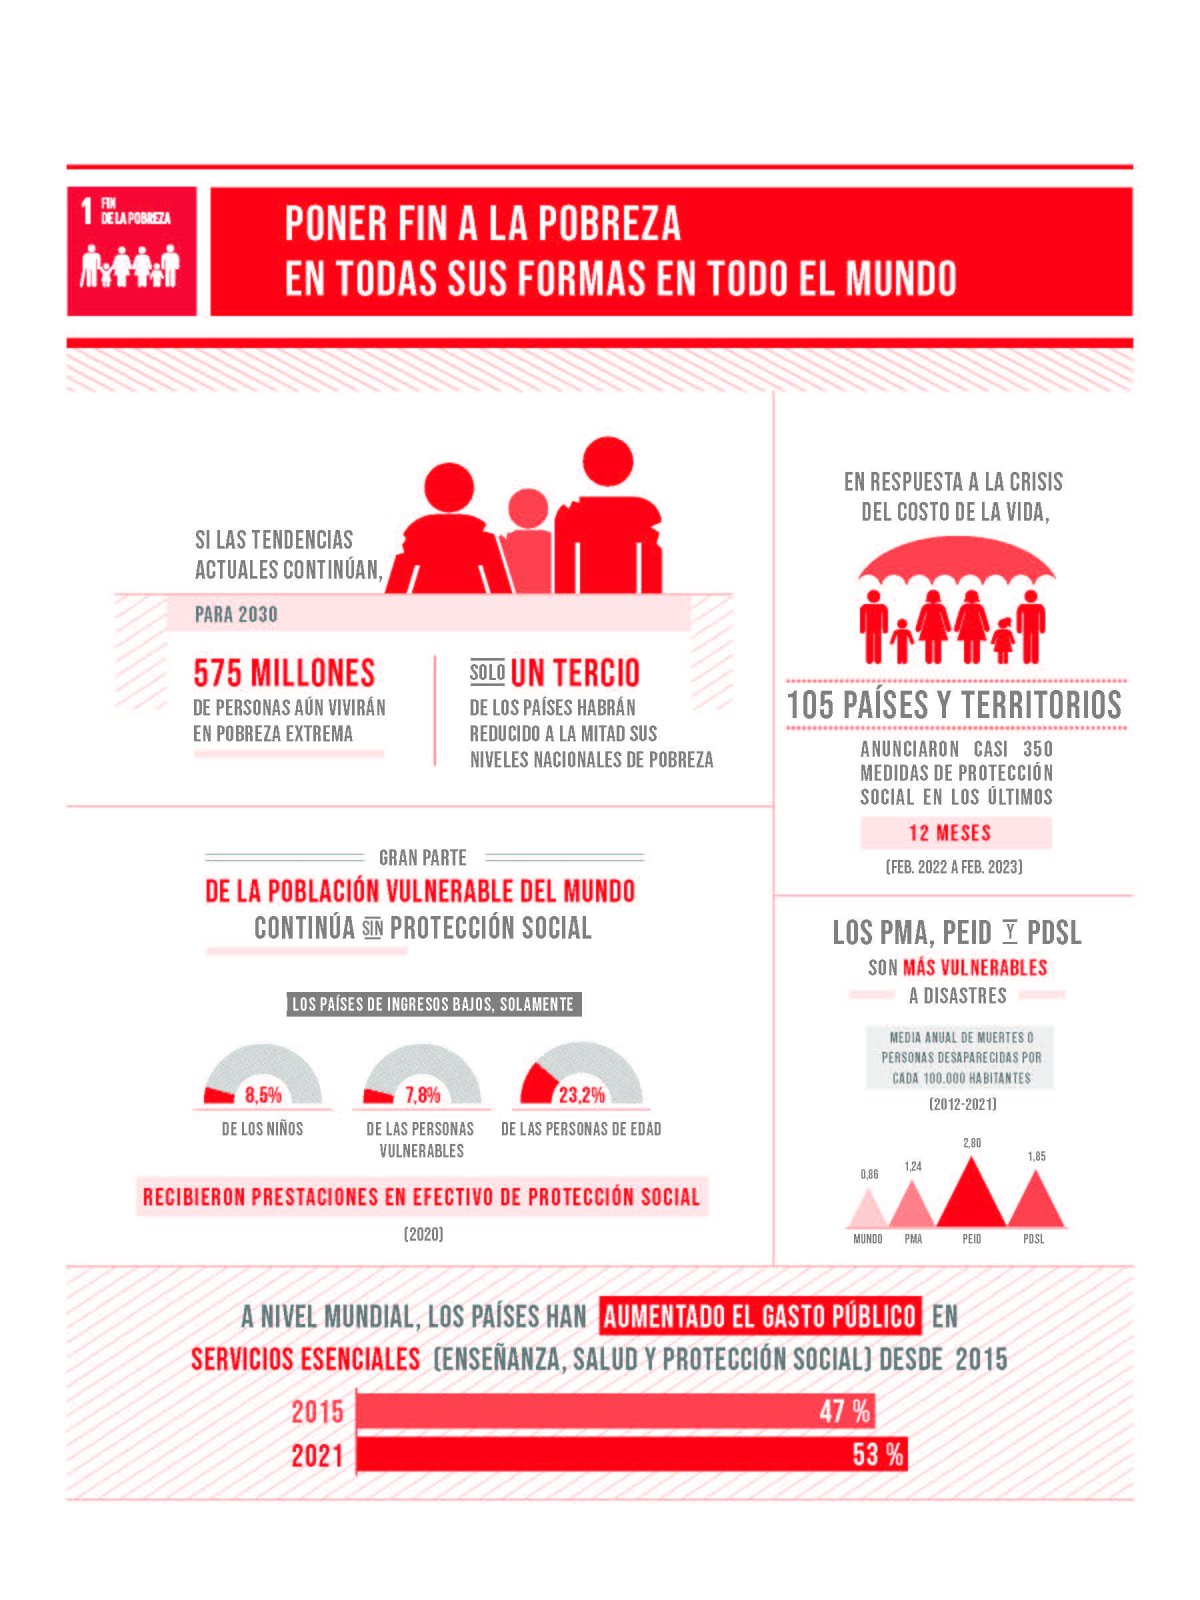 1 FIN
DE LA POBREZA
PONER FIN A LA POBREZA
EN TODAS SUS FORMAS EN TODO EL MUNDO
SI LAS TENDENCIAS
ACTUALES CONTINÚAN,
PARA 2030
575 MILLONES
DE PERSONAS AÚN VIVIRÁN
EN POBREZA EXTREMA
SOLO UN TERCIO
DE LOS PAÍSES HABRÁN
REDUCIDO A LA MITAD SUS
NIVELES NACIONALES DE POBREZA
EN RESPUESTA A LA CRISIS
DEL COSTO DE LA VIDA,
105 PAÍSES Y TERRITORIOS
ANUNCIARON CASI 350
MEDIDAS DE PROTECCIÓN
SOCIAL EN LOS ÚLTIMOS
12 MESES
(FEB. 2022 A FEB. 2023)
GRAN PARTE
DE LA POBLACIÓN VULNERABLE DEL MUNDO
CONTINÚA SIN PROTECCIÓN SOCIAL
LOS PAÍSES DE INGRESOS BAJOS, SOLAMENTE
8,5%
DE LOS NIÑOS
7,8%
DE LAS PERSONAS
VULNERABLES
23,2%
DE LAS PERSONAS DE EDAD
RECIBIERON PRESTACIONES EN EFECTIVO DE PROTECCIÓN SOCIAL
(2020)
LOS PMA, PEID Y PDSL
SON MÁS VULNERABLES
A DISASTRES
MEDIA ANUAL DE MUERTES O
PERSONAS DESAPARECIDAS POR
CADA 100.000 HABITANTES
(2012-2021)
0,86 1,24 2,80 1,85
MUNDO PMA PEID PDSL
A NIVEL MUNDIAL, LOS PAÍSES HAN AUMENTADO EL GASTO PÚBLICO EN
SERVICIOS ESENCIALES (ENSEÑANZA, SALUD Y PROTECCIÓN SOCIAL) DESDE 2015
2015 47 %
2021 53 %